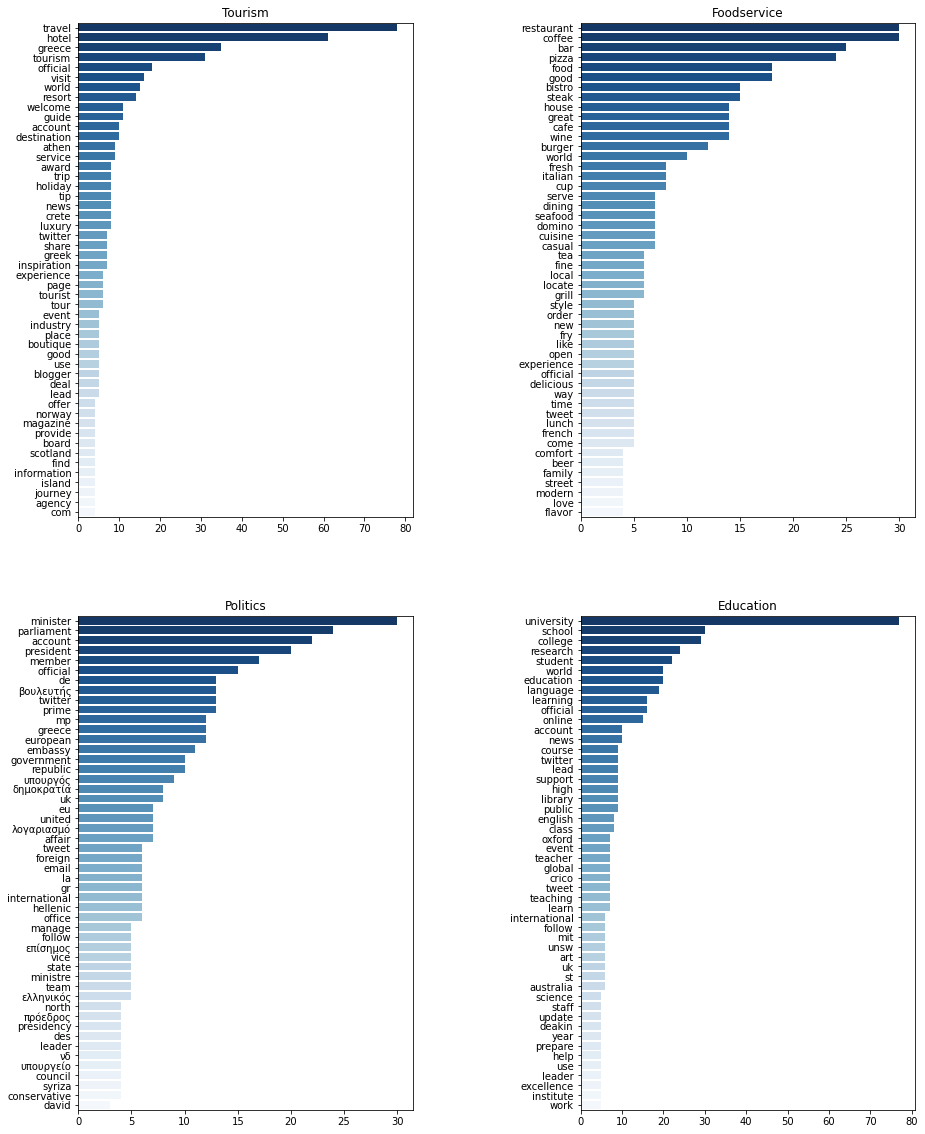 Tourism
travel
hotel
greece
tourism
official
visit
world
resort
welcome
guide
account
destination
athen
service
award
trip
holiday
tip
news
crete
luxury
twitter
share
greek
inspiration
experience
page
tourist
tour
event
industry
place
boutique
good
use
blogger
deal
lead
offer
norway
magazine
provide
board
scotland
find
information
island
journey
agency
com
0 10 20 30 40 50 60 70 80
Foodservice
restaurant
coffee
bar
pizza
food
good
bistro
steak
house
great
cafe
wine
burger
world
fresh
italian
cup
serve
dining
seafood
domino
cuisine
casual
tea
fine
local
locate
grill
style
order
new
fry
like
open
experience
official
delicious
way
time
tweet
lunch
french
come
comfort
beer
family
street
modern
love
flavor
0 5 10 15 20 25 30
Politics
minister
parliament
account
president
member
official
de
βουλευτής
twitter
prime
mp
greece
european
embassy
government
republic
υπουργός
δημοκρατία
uk
eu
united
λογαριασμό
affair
tweet
foreign
email
la
gr
international
hellenic
office
manage
follow
επίσημος
vice
state
ministre
team
ελληνικός
north
πρόεδρος
presidency
des
leader
νδ
υπουργείο
council
syriza
conservative
david
0 5 10 15 20 25 30
Education
university
school
college
research
student
world
education
language
learning
official
online
account
news
course
twitter
lead
support
high
library
public
english
class
oxford
event
teacher
global
crico
tweet
teaching
learn
international
follow
mit
unsw
art
uk
st
australia
science
staff
update
deakin
year
prepare
help
use
leader
excellence
institute
work
0 10 20 30 40 50 60 70 80